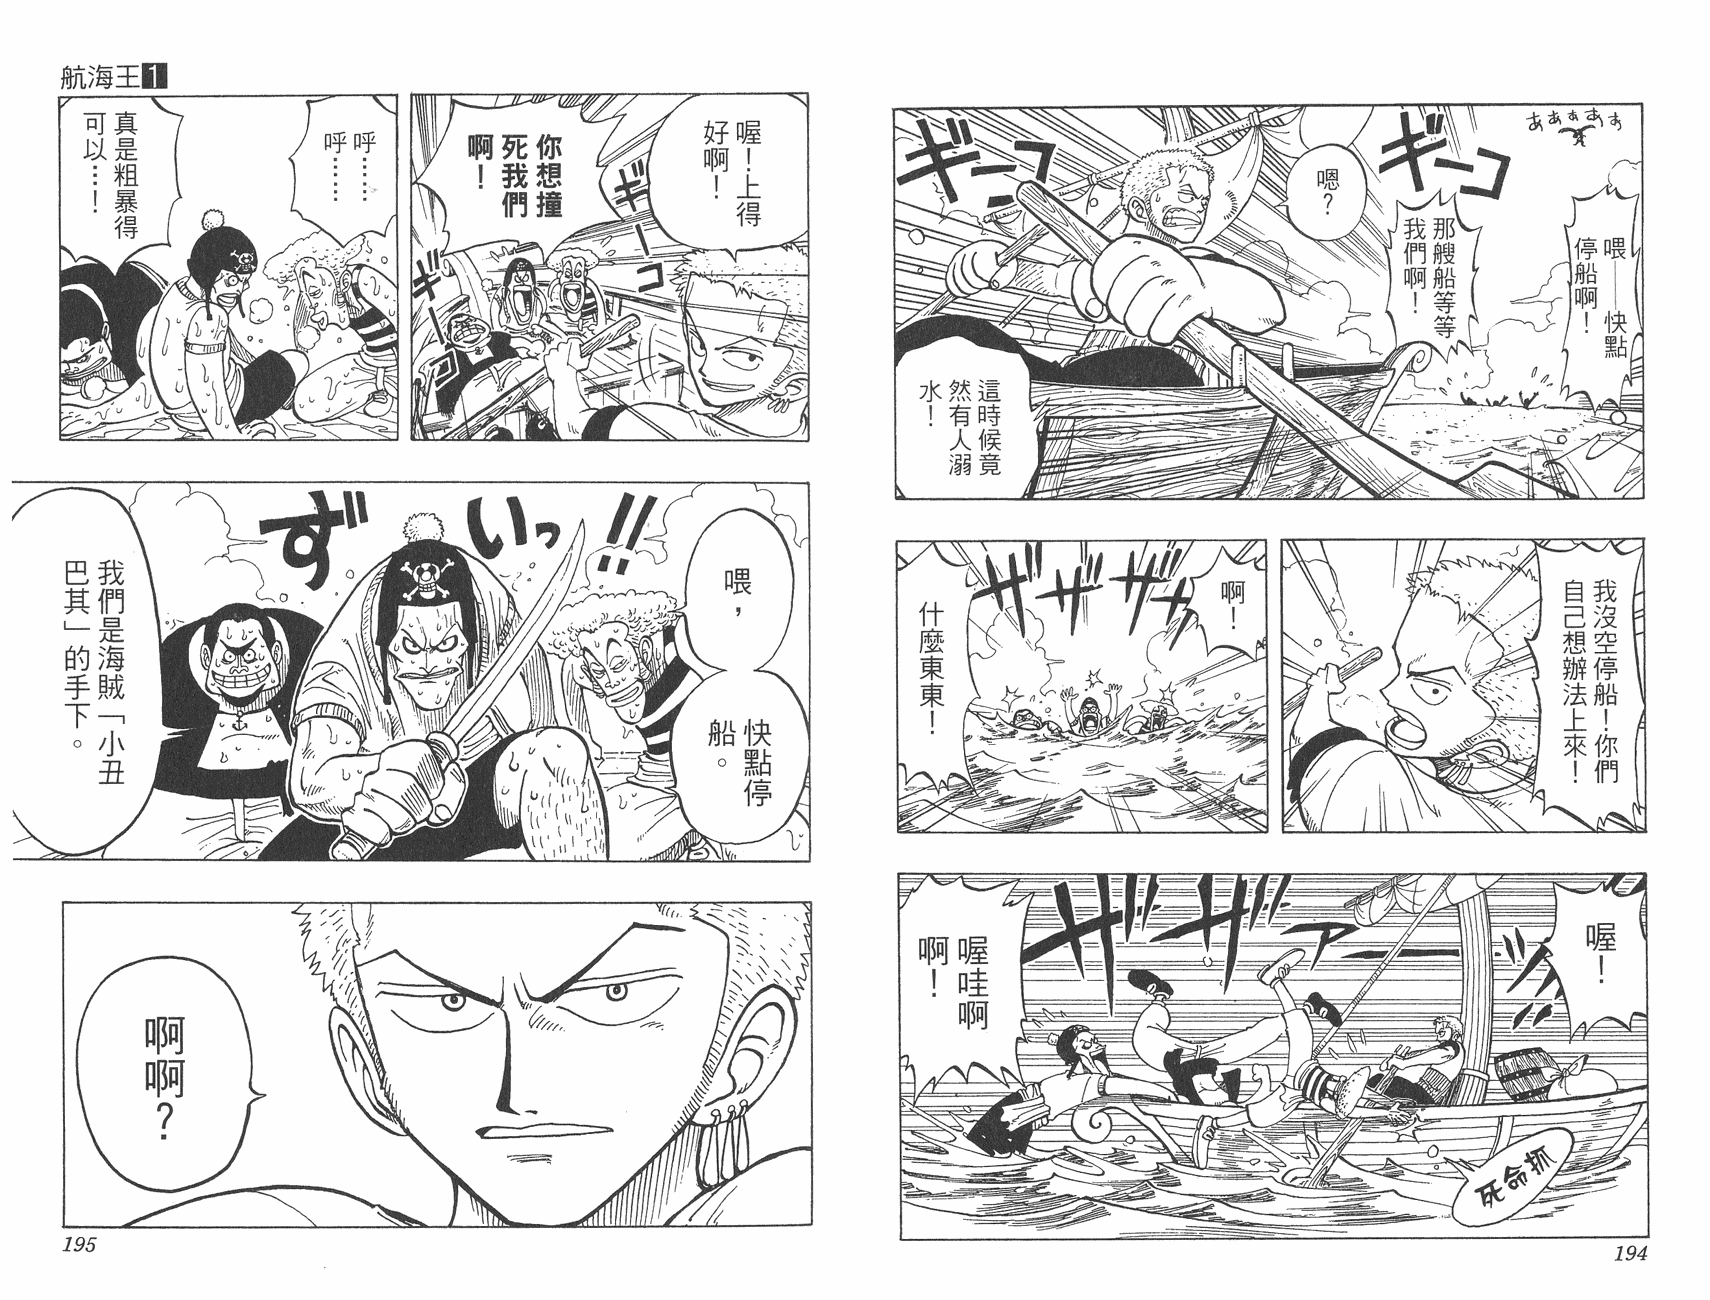 ああぁぁぁ
喂——快點
停船啊!
ギーコ
那艘船等等
我們啊!
嗯?
ギーコ
這時候竟
然有人溺
水!
我沒空停船!你們
自己想辦法上來!
啊!
ザザザザ
什麼東東!
喔!
ザザザァ
喔哇啊
啊!
死命抓
194
航海王1
喔!上得
好啊!
你想撞
死我們
啊!
ギーコ
ギーコ
呼……
呼……
真是粗暴得
可以…!
喂,
快點停
船。
ずいっ!!
我們是海賊「小丑
巴其」的手下。
啊啊?
195